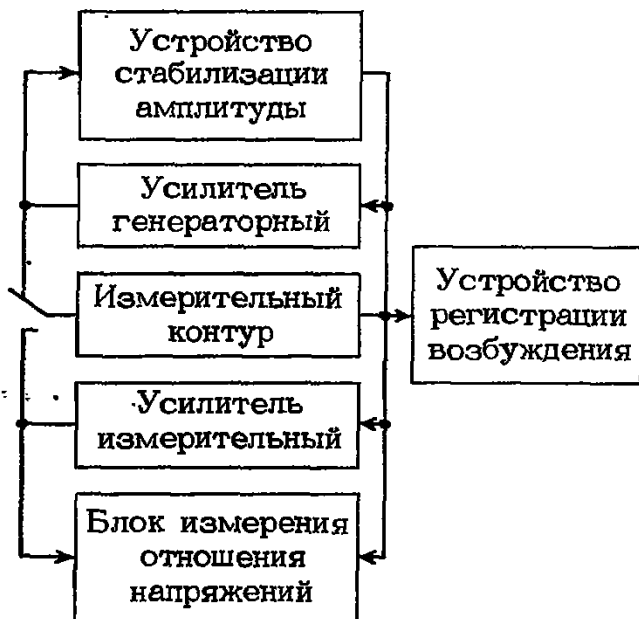 Устройство
стабилизации
амплитуды
Усилитель
генераторный
Измерительный
контур
Устройство
регистрации
возбуждения
Усилитель
измерительный
Блок измерения
отношения
напряжений